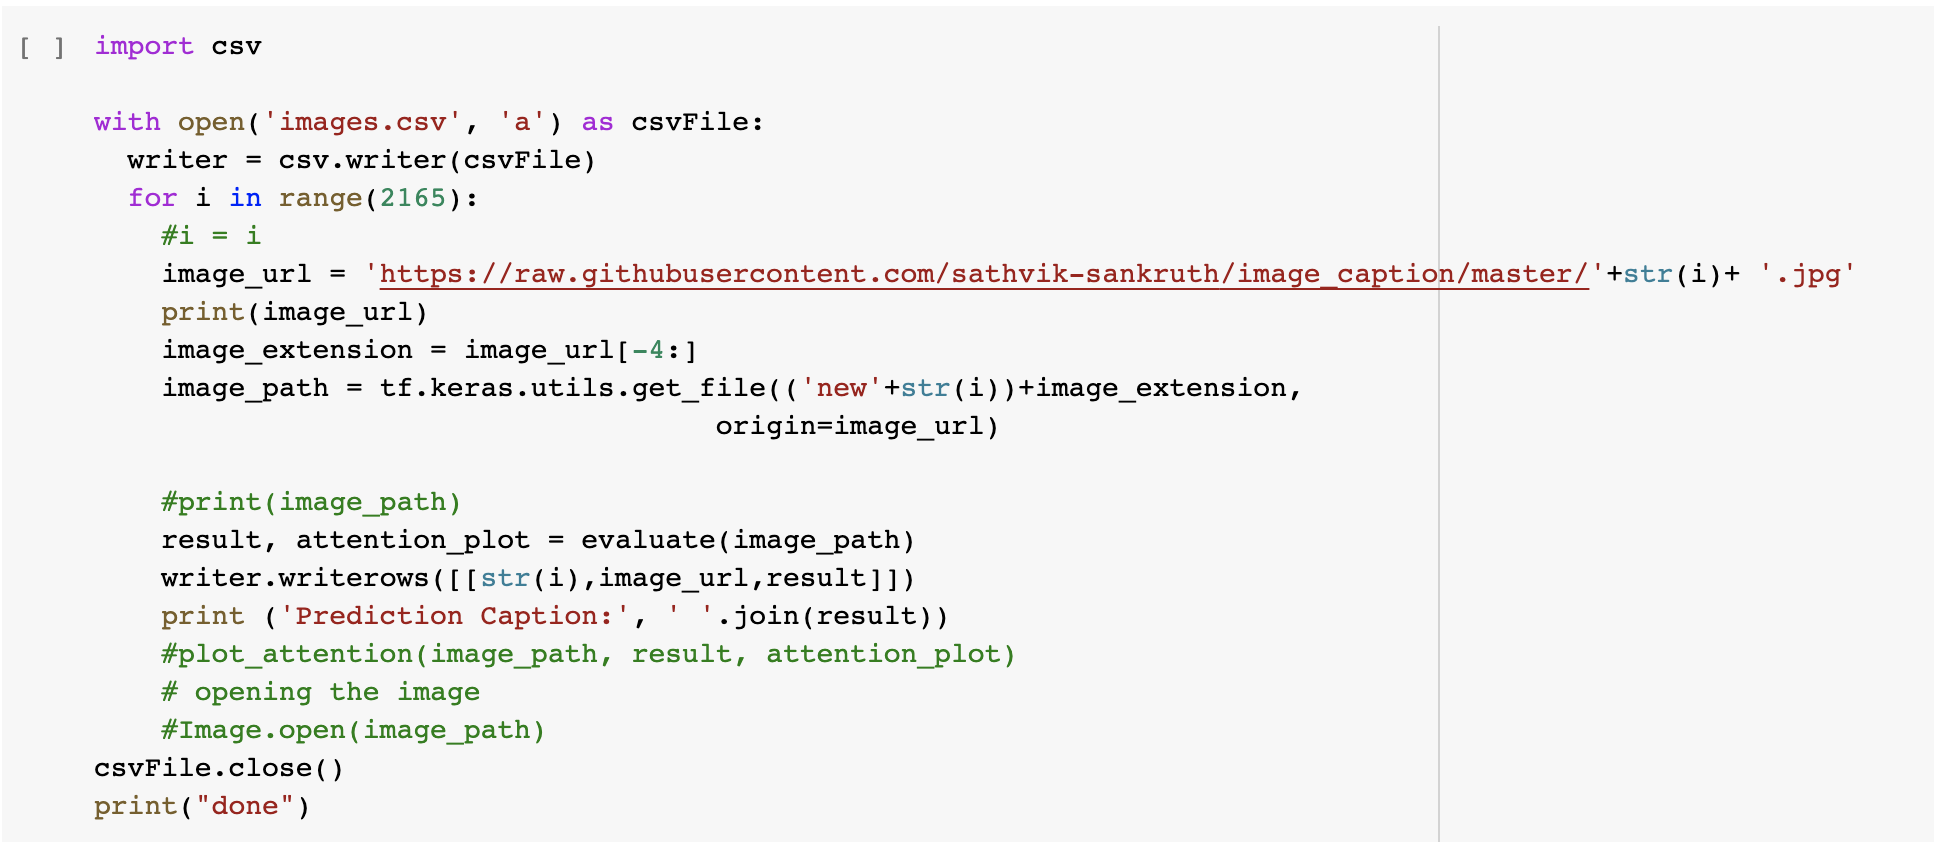 [ ] import csv
with open('images.csv', 'a') as csvFile:
writer = csv.writer(csvFile)
for i in range(2165):
#i = i
image_url = 'https://raw.githubusercontent.com/sathvik-sankruth/image_caption/master/'+str(i)+ '.jpg'
print(image_url)
image_extension = image_url[-4:]
image_path = tf.keras.utils.get_file(('new'+str(i))+image_extension,
origin=image_url)
#print(image_path)
result, attention_plot = evaluate(image_path)
writer.writerows([[str(i),image_url,result]])
print ('Prediction Caption:', ' '.join(result))
#plot_attention(image_path, result, attention_plot)
# opening the image
#Image.open(image_path)
csvFile.close()
print("done")